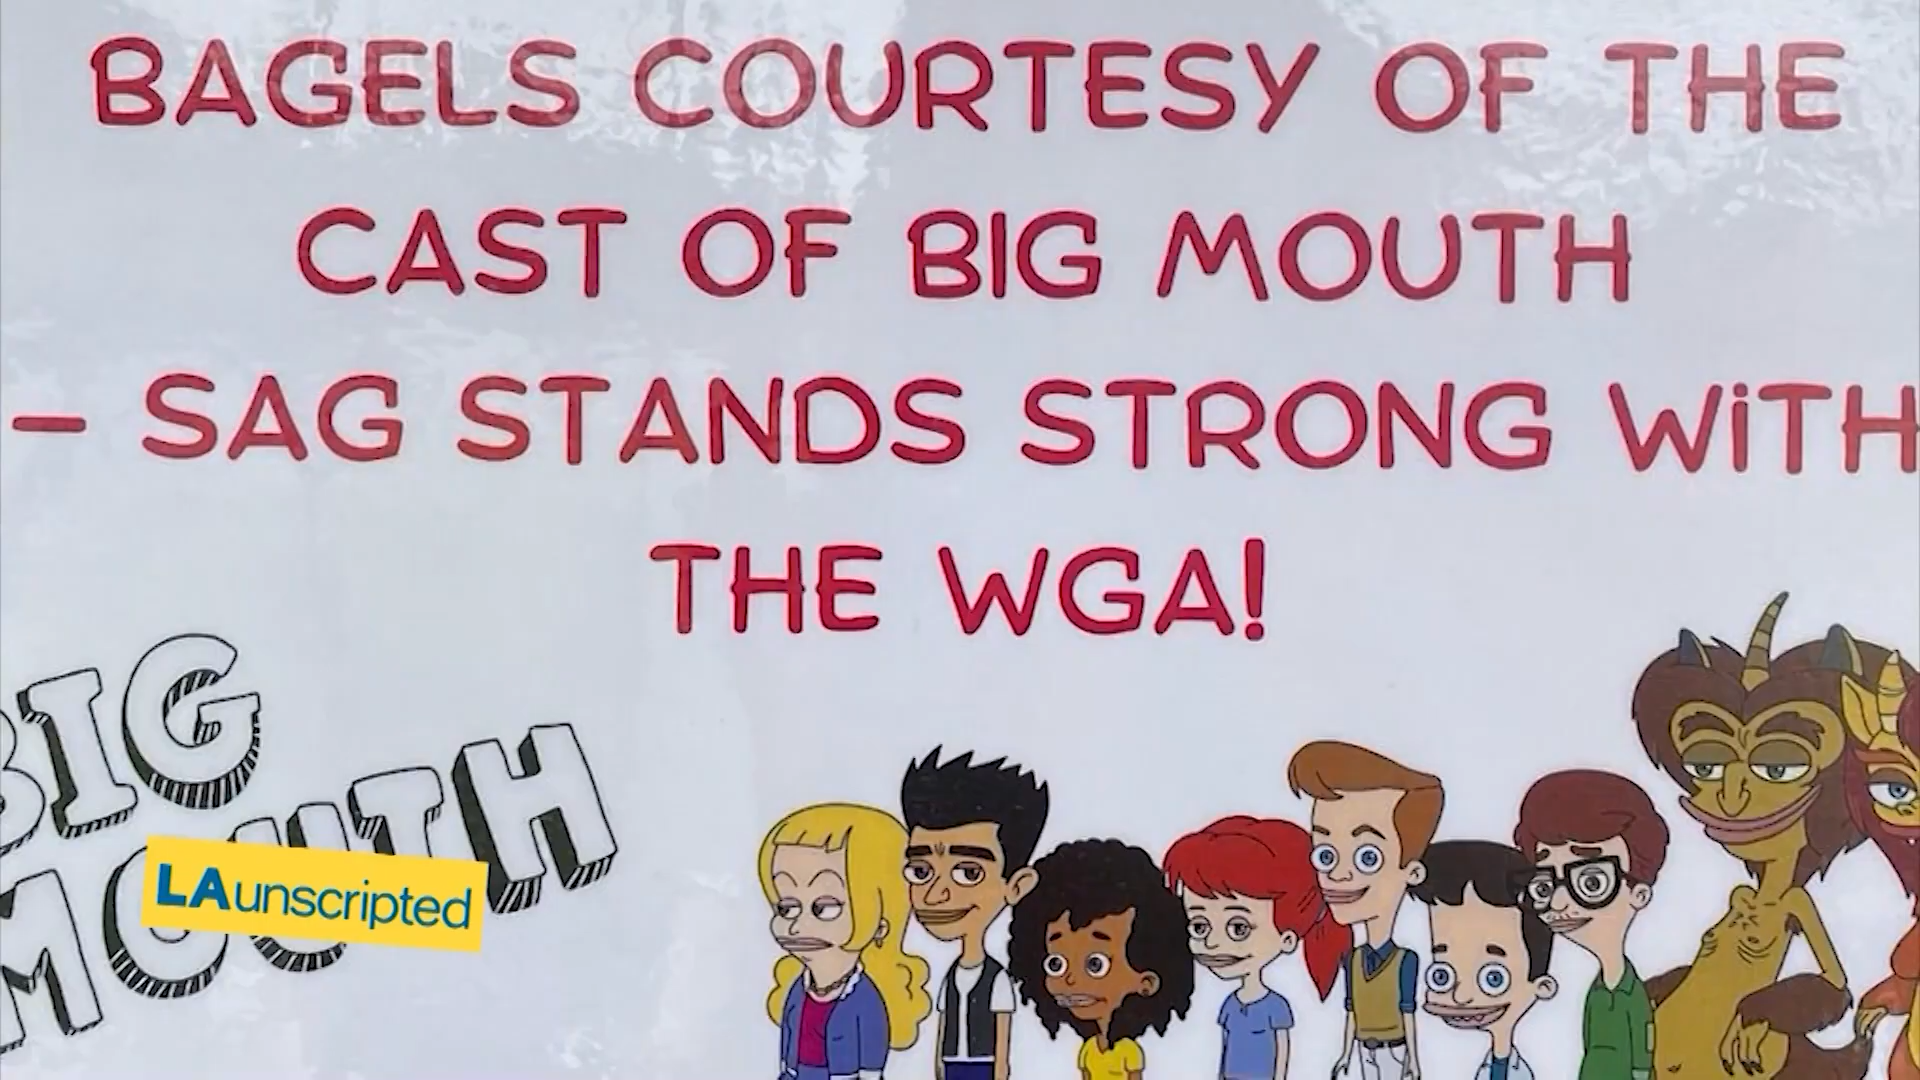 BAGELS COURTESY OF THE
CAST OF BIG MOUTH
– SAG STANDS STRONG WiTH
THE WGA!
BIG
MOUTH
LAunscripted